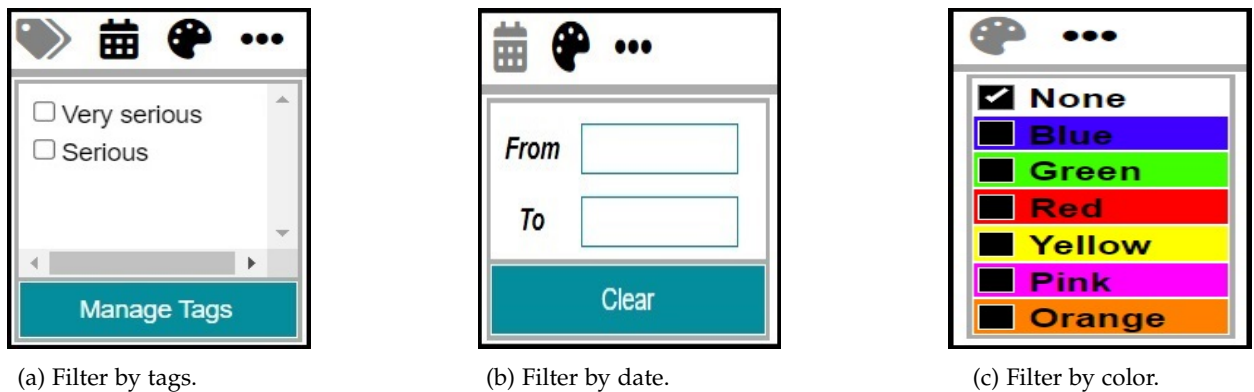 Very serious
Serious
Manage Tags
(a) Filter by tags.
From
To
Clear
(b) Filter by date.
None
Blue
Green
Red
Yellow
Pink
Orange
(c) Filter by color.